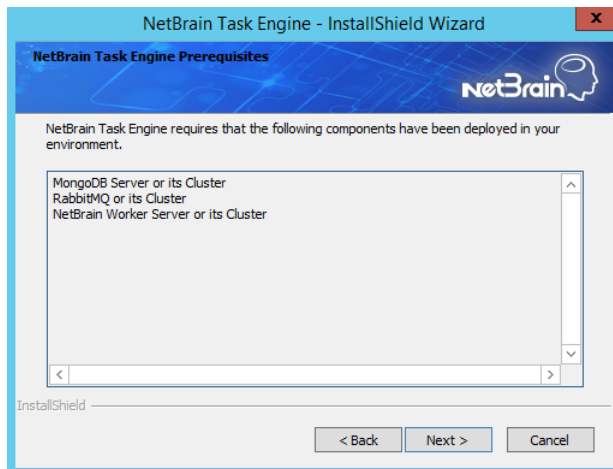 NetBrain Task Engine - InstallShield Wizard
x
NetBrain Task Engine Prerequisites
NetBrain
NetBrain Task Engine requires that the following components have been deployed in your
environment.
MongoDB Server or its Cluster
RabbitMQ or its Cluster
NetBrain Worker Server or its Cluster
InstallShield
< Back Next > Cancel